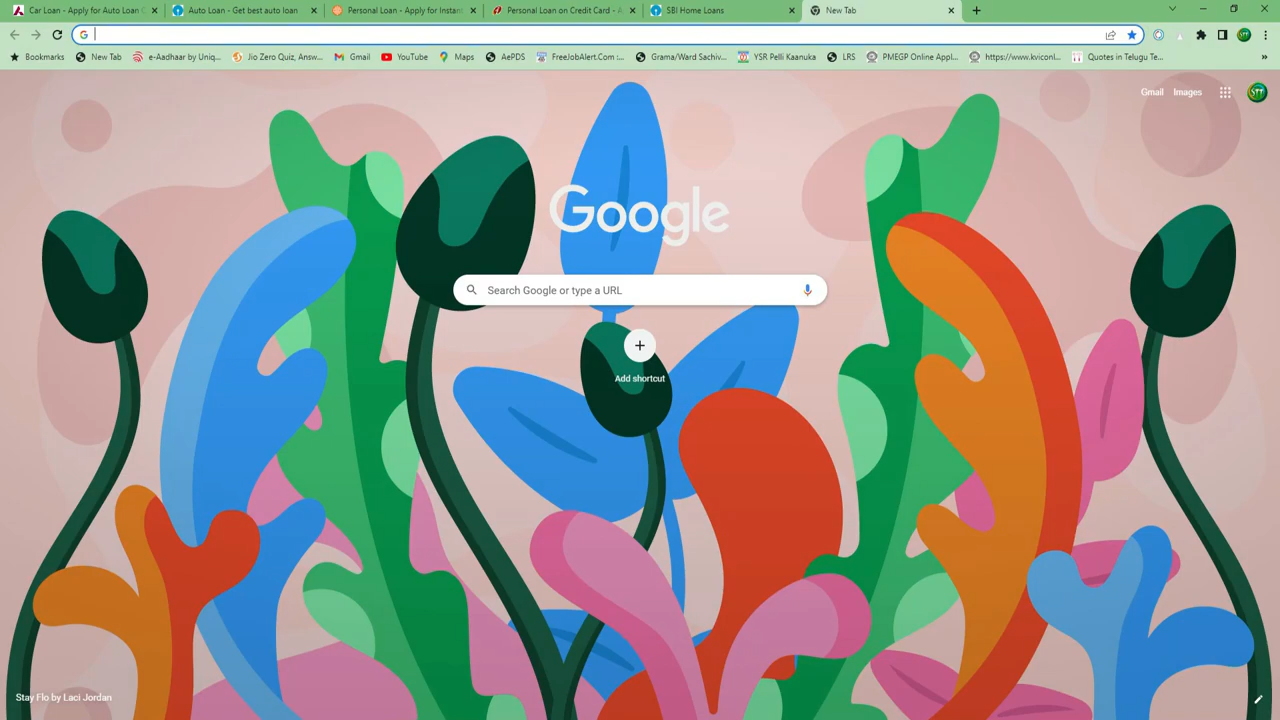 Car Loan - Apply for Auto Loan C
Auto Loan - Get best auto loan
Personal Loan - Apply for Instan
Personal Loan on Credit Card - A
SBI Home Loans
New Tab
Bookmarks
New Tab
e-Aadhaar by Uniq...
Jio Zero Quiz, Answ...
Gmail
YouTube
Maps
AePDS
FreeJobAlert.Com :...
Grama/Ward Sachiv...
YSR Pelli Kaanuka
LRS
PMEGP Online Appl...
https://www.kviconl...
Quotes in Telugu Te...
Gmail
Images
STT
Google
Search Google or type a URL
Add shortcut
Stay Flo by Laci Jordan